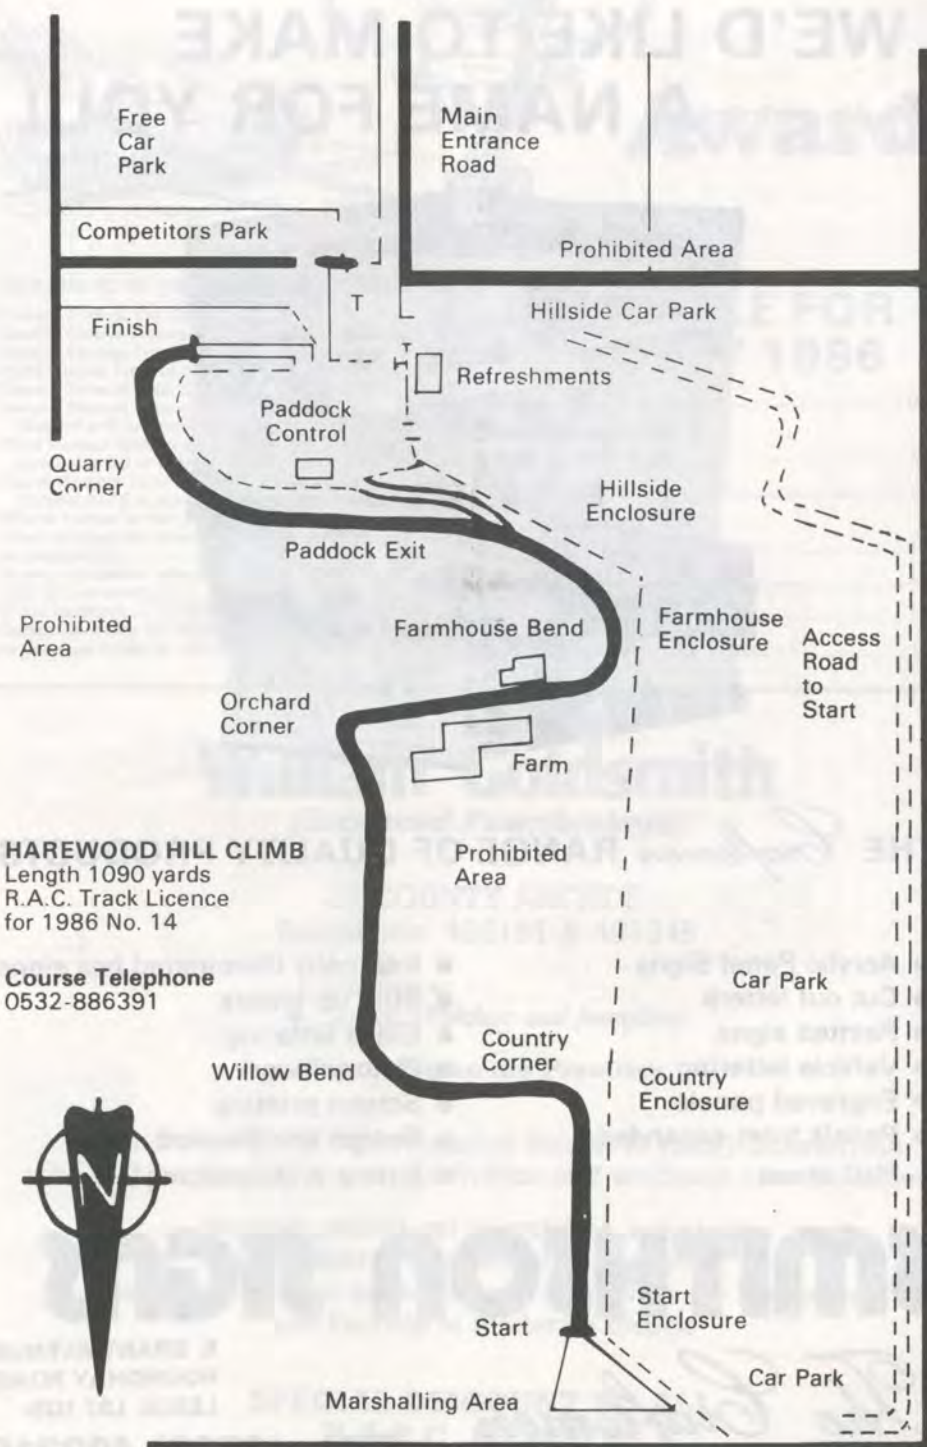 Free
Car
Park
Main
Entrance
Road
Competitors Park
Prohibited Area
T
Hillside Car Park
Finish
Refreshments
Paddock
Control
Quarry
Corner
Hillside
Enclosure
Paddock Exit
Prohibited
Area
Farmhouse Bend
Farmhouse
Enclosure
Access
Road
to
Start
Orchard
Corner
Farm
HAREWOOD HILL CLIMB
Length 1090 yards
R.A.C. Track Licence
for 1986 No. 14
Prohibited
Area
Course Telephone
0532-886391
Car Park
Country
Corner
Willow Bend
Country
Enclosure
N
Start
Enclosure
Start
Car Park
Marshalling Area